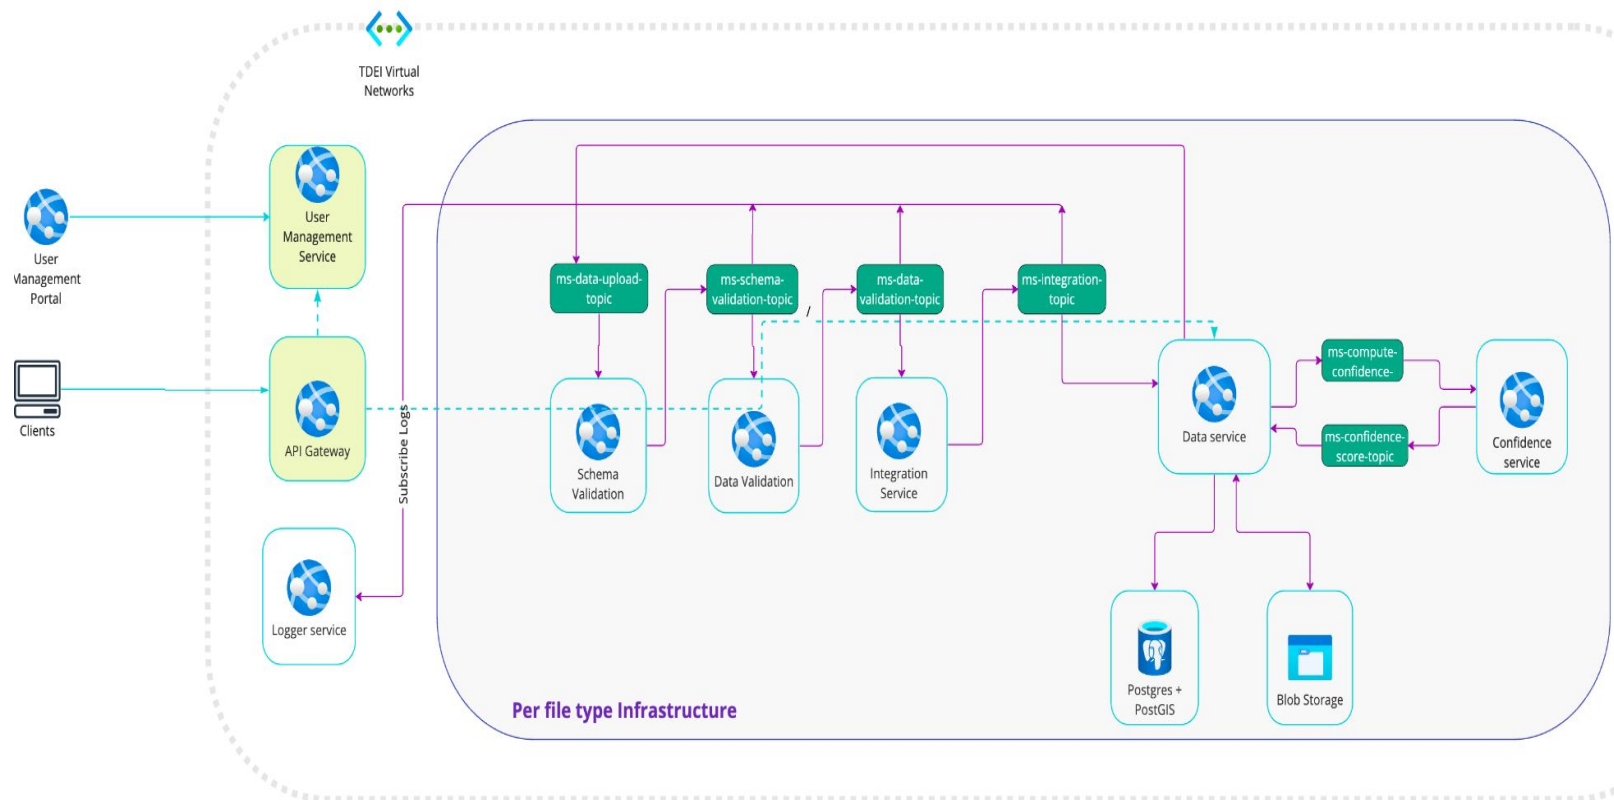 TDEI Virtual
Networks
User
Management
Service
User
Management
Portal
ms-data-upload-
topic
ms-schema-
validation-topic
ms-data-
validation-topic
ms-integration-
topic
/
ms-compute-
confidence-
ms-confidence-
score-topic
Clients
API Gateway
Subscribe Logs
Schema
Validation
Data Validation
Integration
Service
Data service
Confidence
service
Logger service
Postgres +
PostGIS
Blob Storage
Per file type Infrastructure